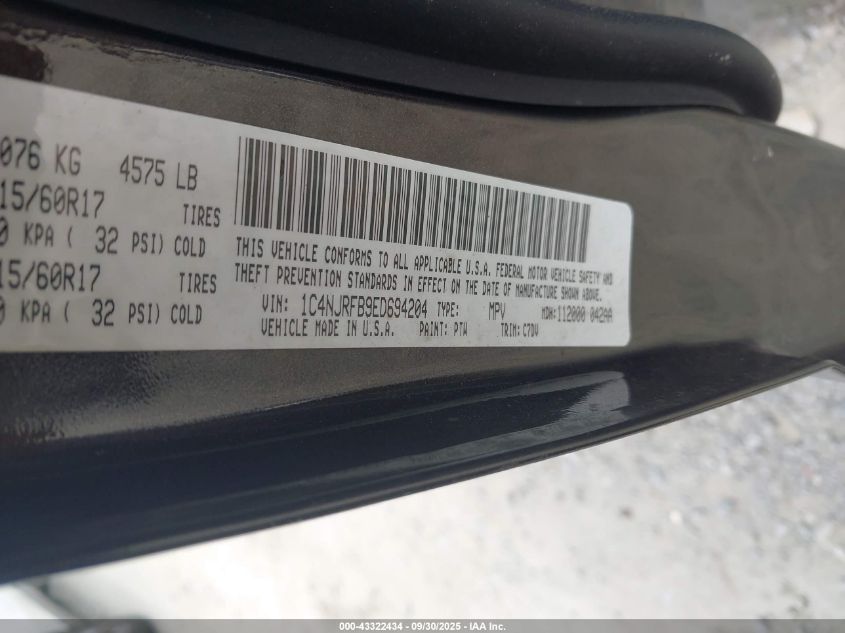 076 KG 4575 LB
15/60R17 TIRES
0 KPA ( 32 PSI) COLD
15/60R17 TIRES
0 KPA ( 32 PSI) COLD
THIS VEHICLE CONFORMS TO ALL APPLICABLE U.S.A. FEDERAL MOTOR VEHICLE SAFETY AND
THEFT PREVENTION STANDARDS IN EFFECT ON THE DATE OF MANUFACTURE SHOWN ABOVE.
VIN: 1C4NJRFB9ED694204 TYPE: MPV MDH: 112000 042AA
VEHICLE MADE IN U.S.A. PAINT: PTW TRIM: C7DV
000-43322434 - 09/30/2025 - IAA Inc.